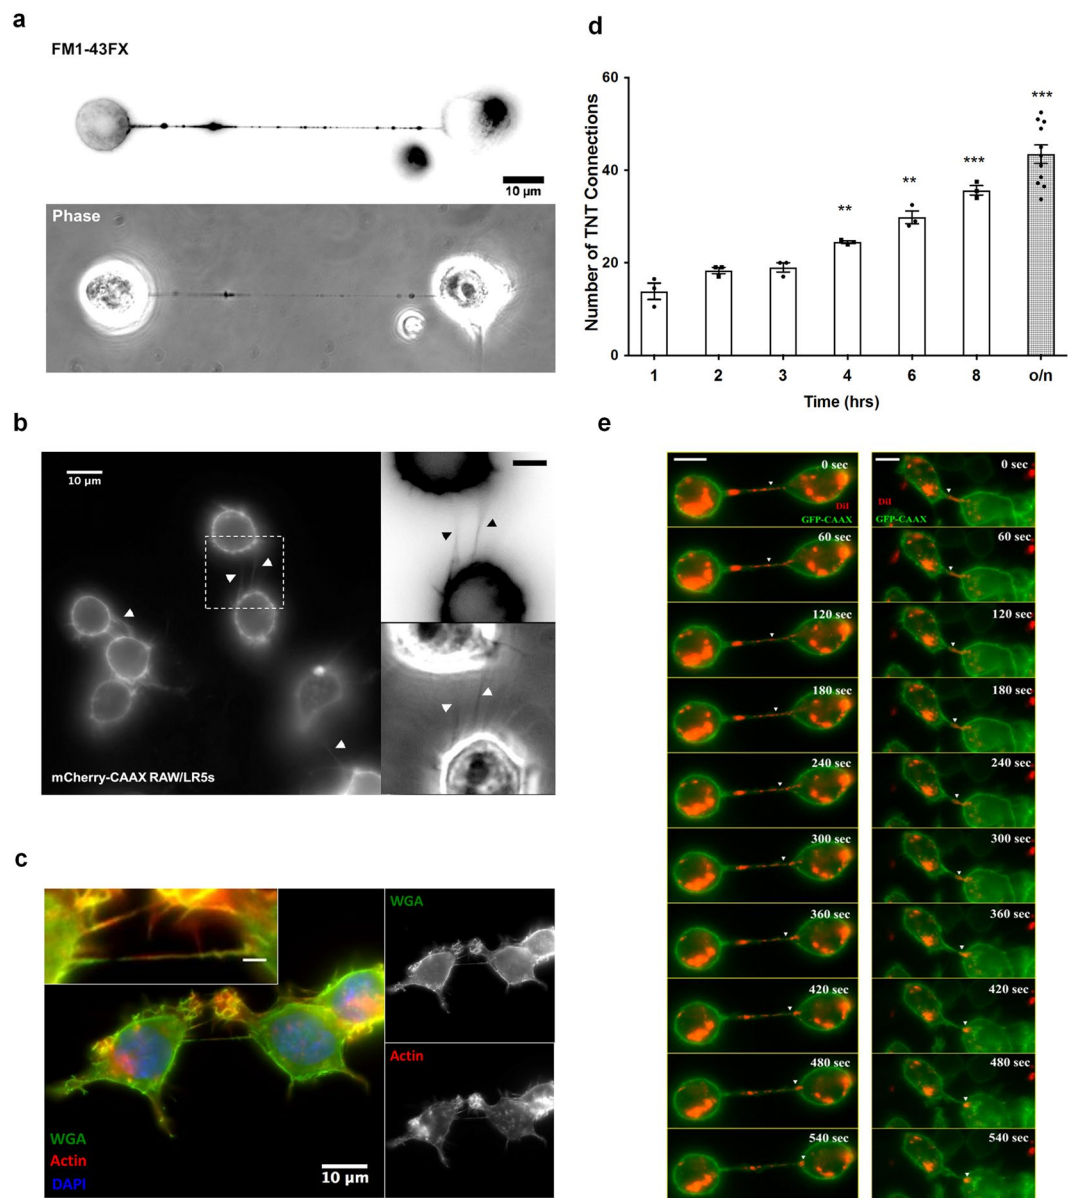 a
FM1-43FX
10 µm
Phase
b
10 µm
mCherry-CAAX RAW/LR5s
c
WGA
Actin
DAPI
10 µm
WGA
Actin
d
Number of TNT Connections
60
40
20
0
**
**
***
***
1 2 3 4 6 8 o/n
Time (hrs)
e
0 sec
DiI
GFP-CAAX
60 sec
120 sec
180 sec
240 sec
300 sec
360 sec
420 sec
480 sec
540 sec
0 sec
DiI
GFP-CAAX
60 sec
120 sec
180 sec
240 sec
300 sec
360 sec
420 sec
480 sec
540 sec